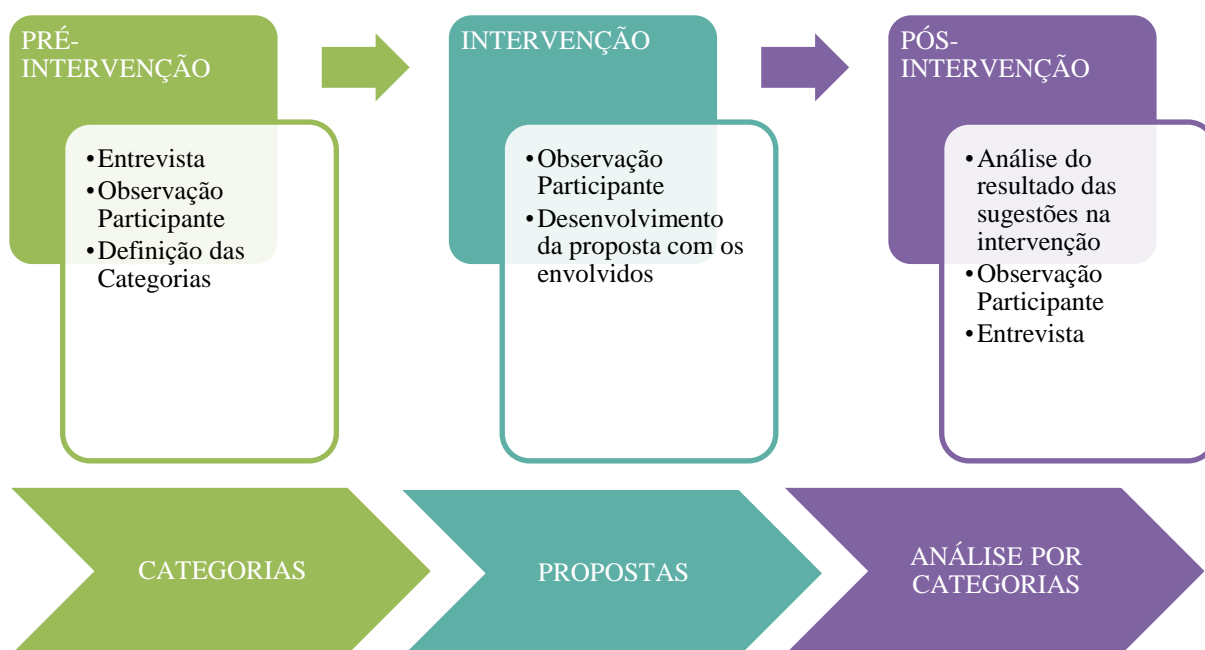 PRÉ-
INTERVENÇÃO
•Entrevista
•Observação
Participante
•Definição das
Categorias
INTERVENÇÃO
•Observação
Participante
•Desenvolvimento
da proposta com os
envolvidos
PÓS-
INTERVENÇÃO
•Análise do
resultado das
sugestões na
intervenção
•Observação
Participante
•Entrevista
CATEGORIAS
PROPOSTAS
ANÁLISE POR
CATEGORIAS